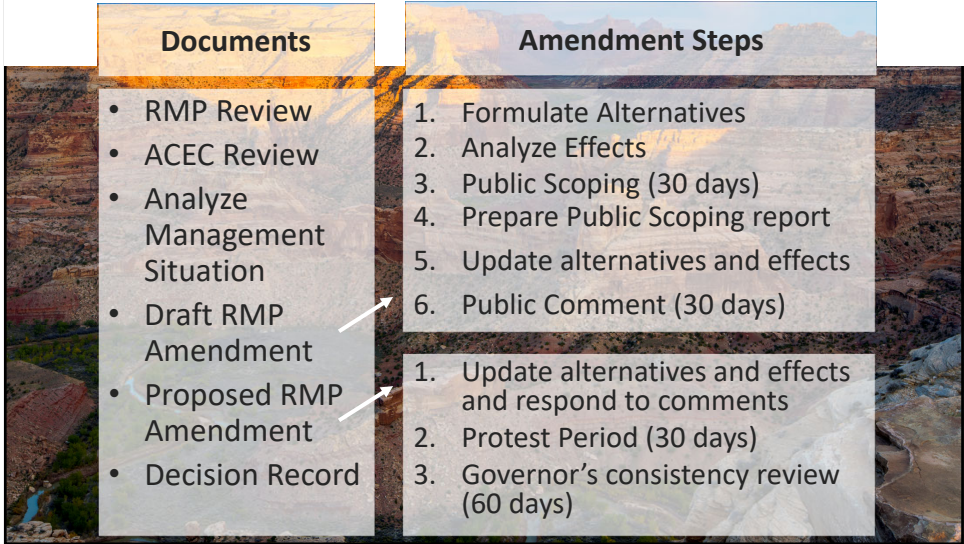 Documents
• RMP Review
• ACEC Review
• Analyze
Management
Situation
• Draft RMP
Amendment
• Proposed RMP
Amendment
• Decision Record
Amendment Steps
1. Formulate Alternatives
2. Analyze Effects
3. Public Scoping (30 days)
4. Prepare Public Scoping report
5. Update alternatives and effects
6. Public Comment (30 days)
1. Update alternatives and effects
and respond to comments
2. Protest Period (30 days)
3. Governor’s consistency review
(60 days)